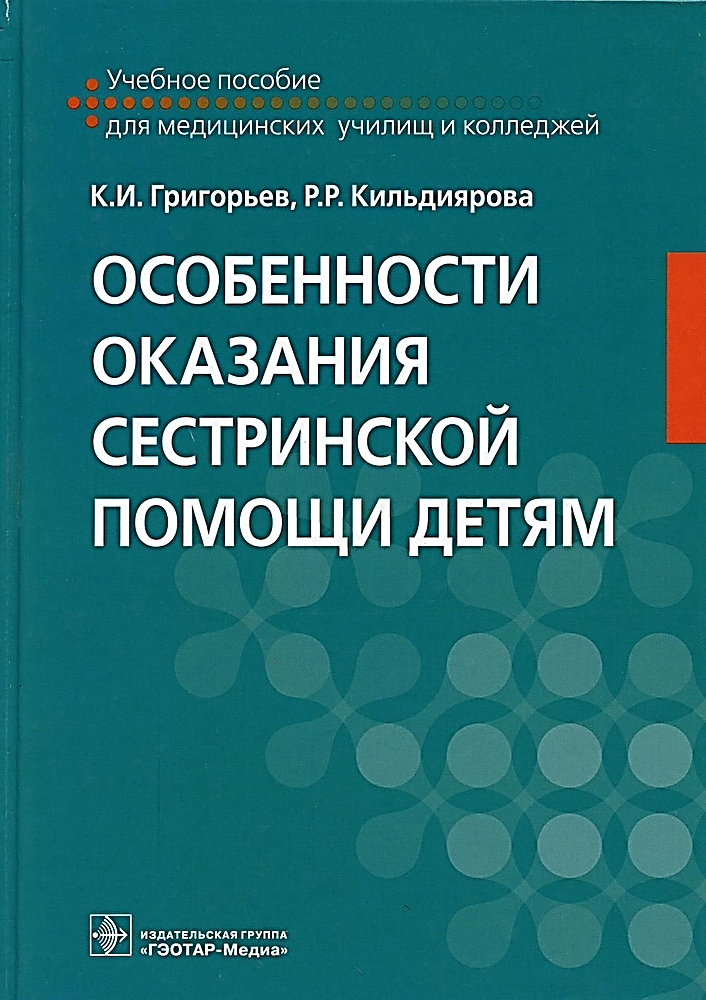 Учебное пособие
для медицинских училищ и колледжей
К.И. Григорьев, Р.Р. Кильдиярова
ОСОБЕННОСТИ
ОКАЗАНИЯ
СЕСТРИНСКОЙ
ПОМОЩИ ДЕТЯМ
ИЗДАТЕЛЬСКАЯ ГРУППА
«ГЭОТАР-Медиа»